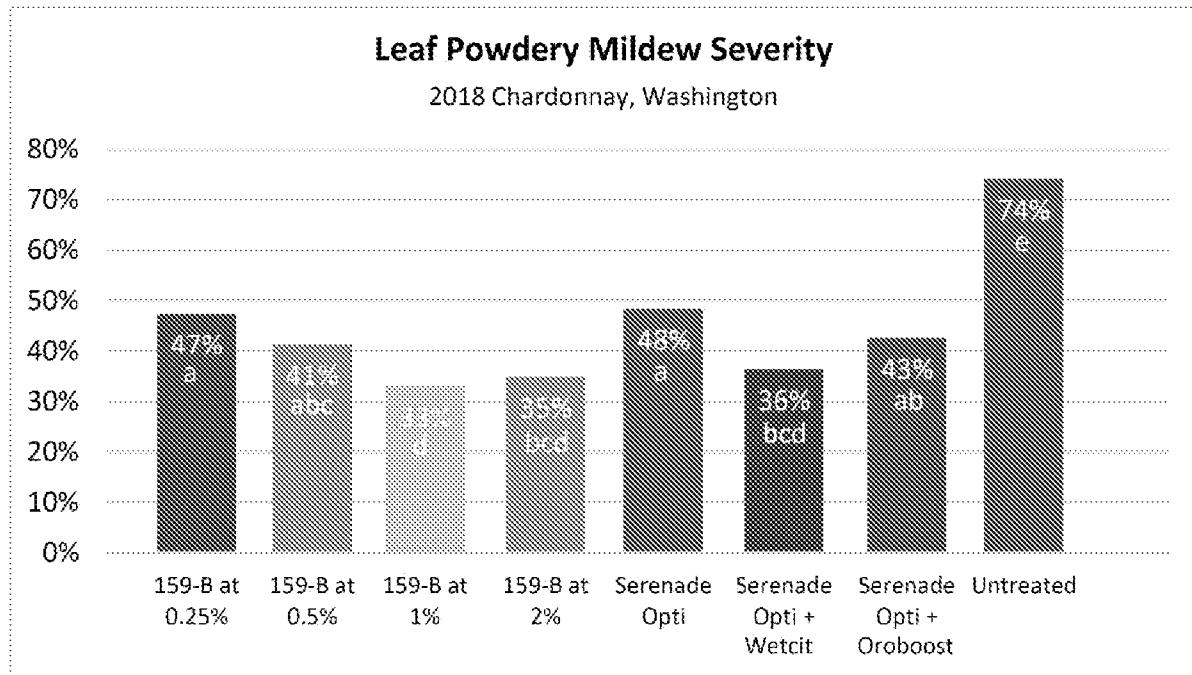 Leaf Powdery Mildew Severity
2018 Chardonnay, Washington
80%
70%
60%
50%
40%
30%
20%
10%
0%
47%
a
41%
abc
d
35%
bcd
48%
a
36%
bcd
43%
ab
74%
e
159-B at
0.25%
159-B at
0.5%
159-B at
1%
159-B at
2%
Serenade
Opti
Serenade
Opti +
Wetcit
Serenade
Opti +
Oroboost
Untreated